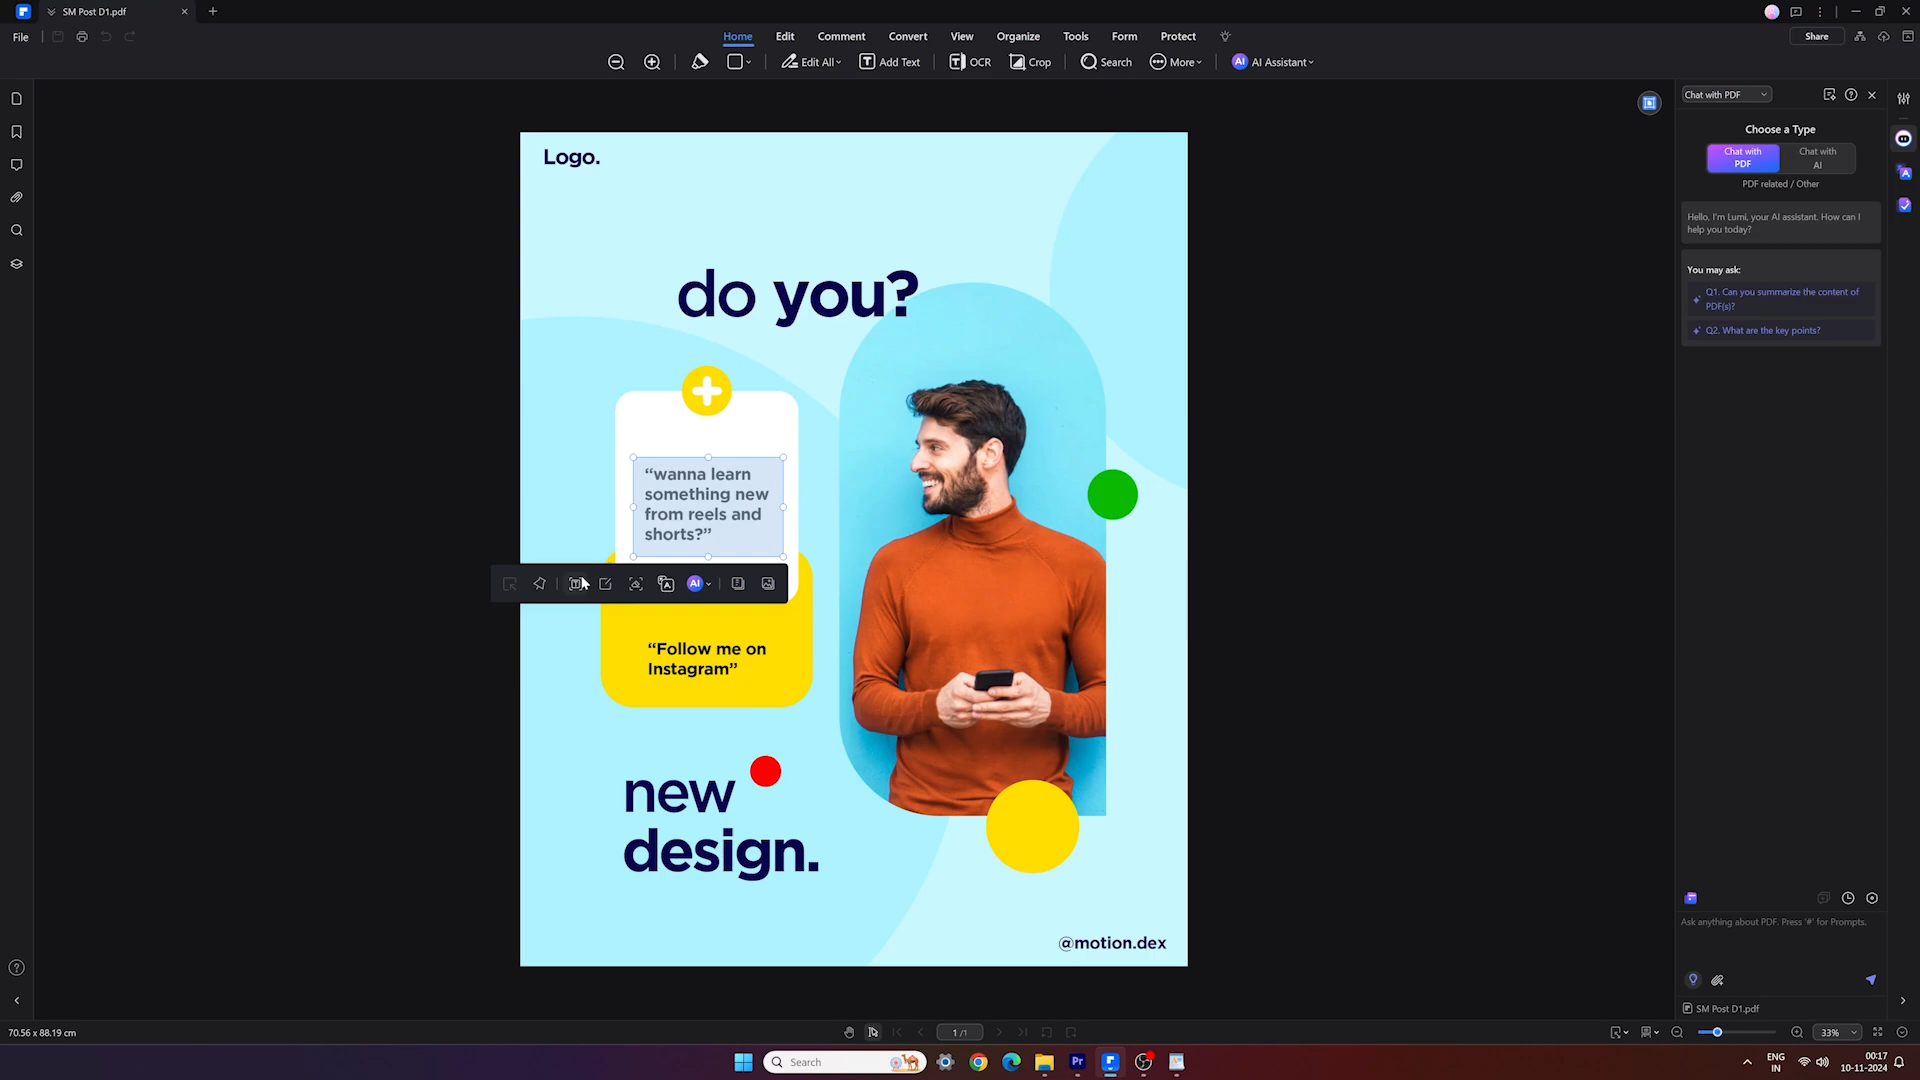 SM Post D1.pdf
File
Home
Edit
Comment
Convert
View
Organize
Tools
Form
Protect
Share
Edit All
Add Text
OCR
Crop
Search
More
AI
AI Assistant
Chat with PDF
Choose a Type
Chat with
PDF
Chat with
AI
PDF related / Other
Hello, I'm Lumi, your AI assistant. How can I
help you today?
You may ask:
Q1. Can you summarize the content of
PDF(s)?
Q2. What are the key points?
Logo.
do you?
“wanna learn
something new
from reels and
shorts?”
AI
“Follow me on
Instagram”
new
design.
@motion.dex
Ask anything about PDF. Press '#' for Prompts.
SM Post D1.pdf
70.56 x 88.19 cm
1 /1
33%
Search
Pr
ENG
IN
00:17
10-11-2024